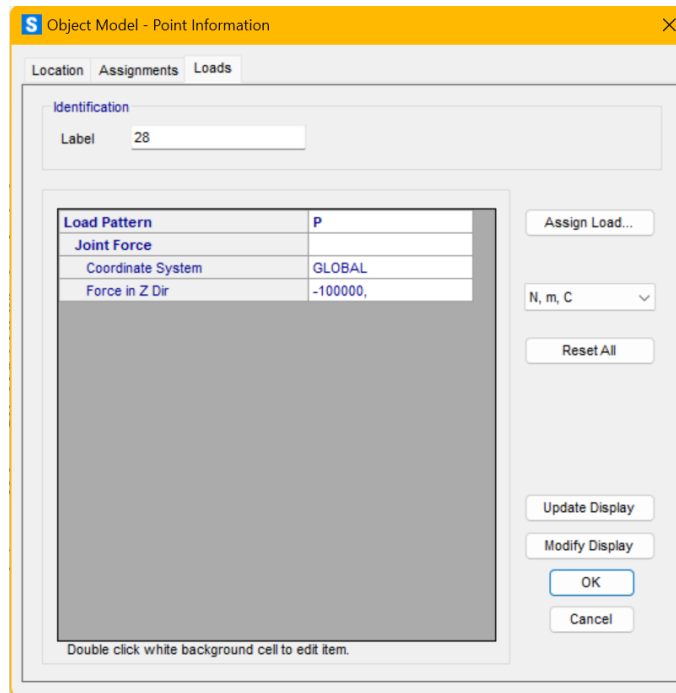 S Object Model - Point Information
Location Assignments Loads
Identification
Label 28
Load Pattern P
Joint Force
Coordinate System GLOBAL
Force in Z Dir -100000,
Assign Load...
N, m, C
Reset All
Update Display
Modify Display
OK
Cancel
Double click white background cell to edit item.